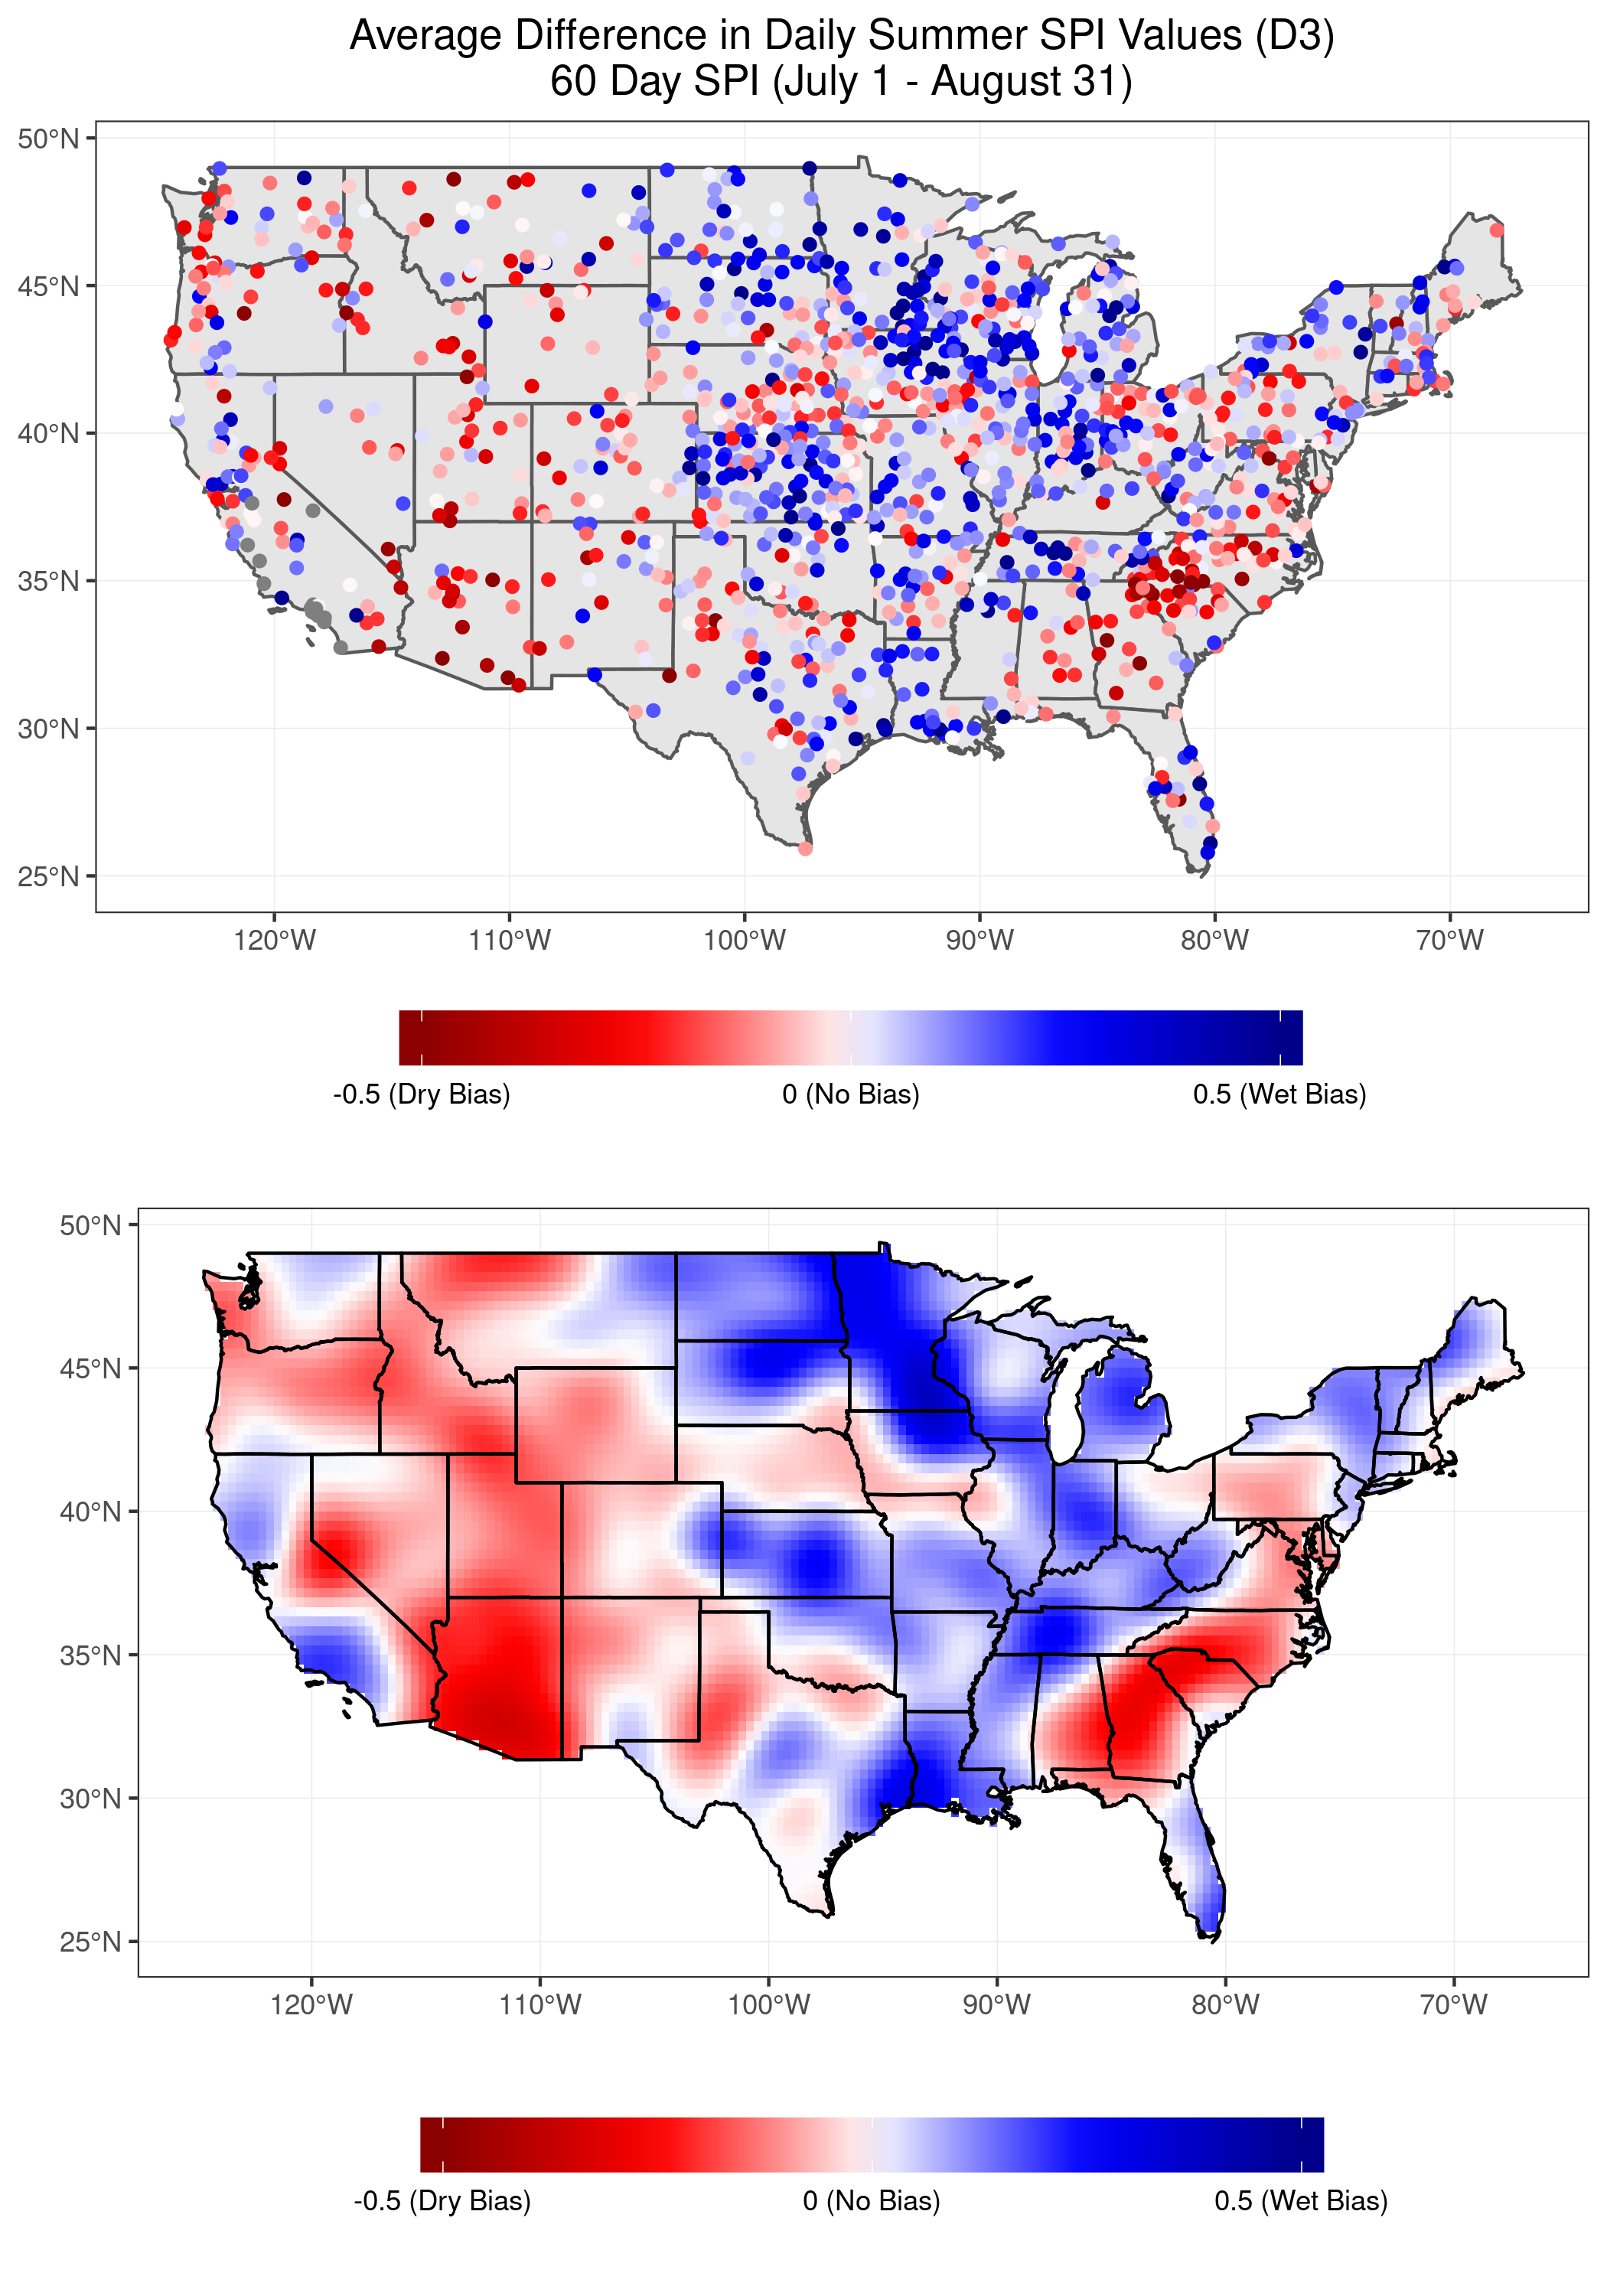 Average Difference in Daily Summer SPI Values (D3)
60 Day SPI (July 1 - August 31)
50°N
45°N
40°N
35°N
30°N
25°N
120°W 110°W 100°W 90°W 80°W 70°W
-0.5 (Dry Bias) 0 (No Bias) 0.5 (Wet Bias)
50°N
45°N
40°N
35°N
30°N
25°N
120°W 110°W 100°W 90°W 80°W 70°W
-0.5 (Dry Bias) 0 (No Bias) 0.5 (Wet Bias)